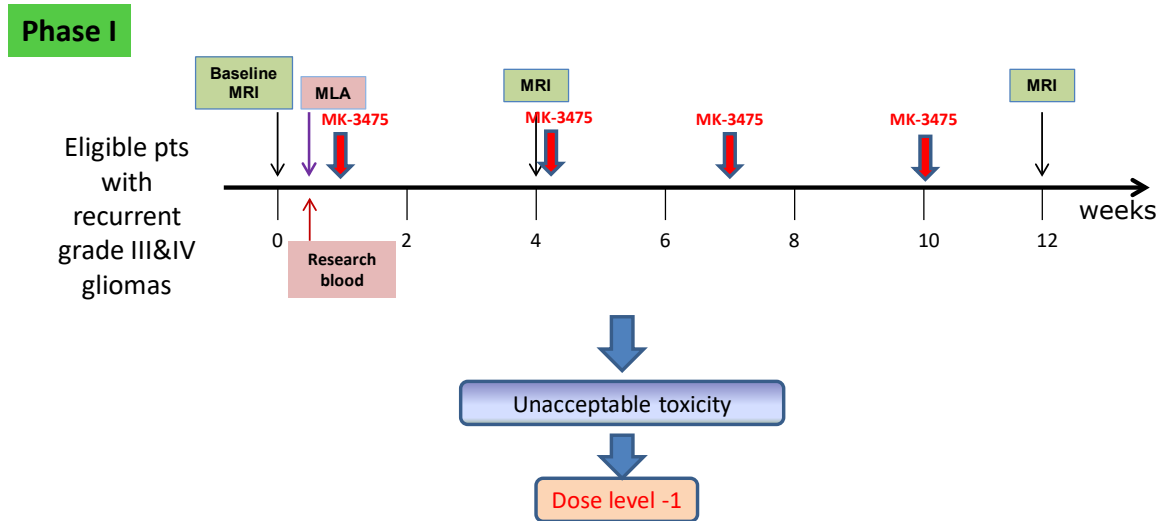 Phase I
Baseline
MRI
MLA
MRI
MRI
MK-3475
MK-3475
MK-3475
MK-3475
Eligible pts
with
recurrent
grade III&IV
gliomas
weeks
0
2
4
6
8
10
12
Research
blood
Unacceptable toxicity
Dose level -1